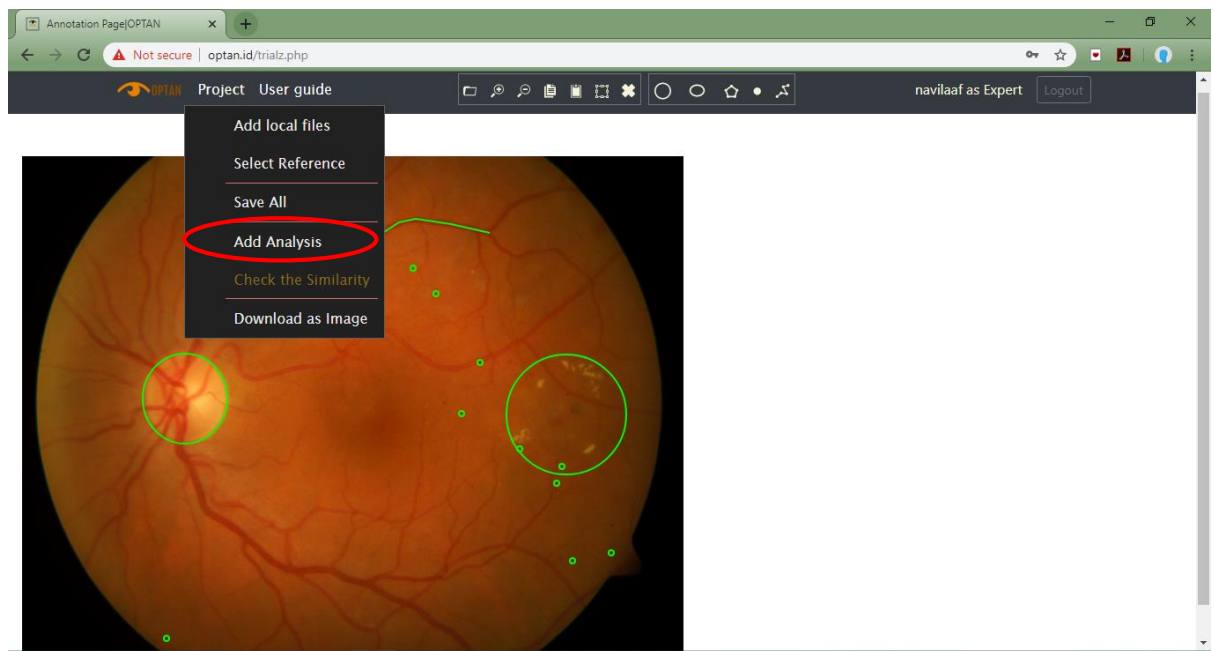 Annotation Page|OPTAN
Not secure | optan.id/trialz.php
OPTAN Project User guide navilaaf as Expert Logout
Add local files
Select Reference
Save All
Add Analysis
Check the Similarity
Download as Image